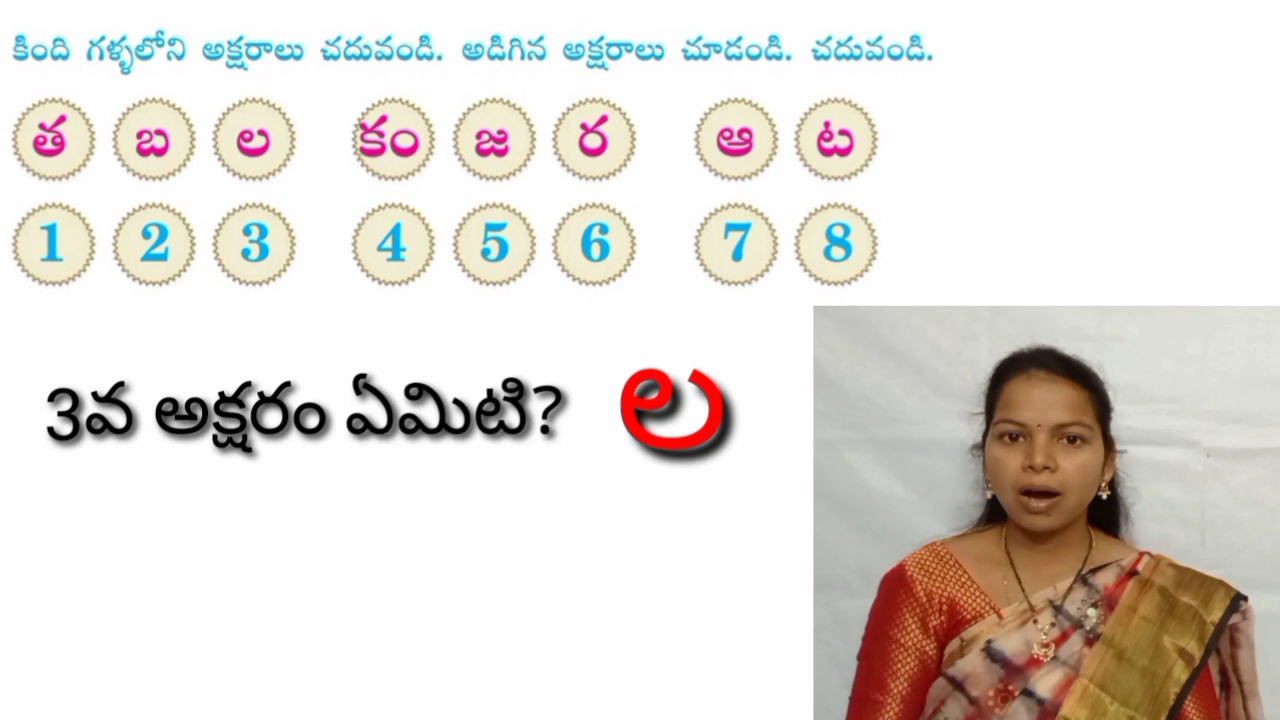 కింది గళ్ళలోని అక్షరాలు చదువండి. అడిగిన అక్షరాలు చూడండి. చదువండి.
త బ ల కం జ ర ఆ ట
1 2 3 4 5 6 7 8
3వ అక్షరం ఏమిటి? ల